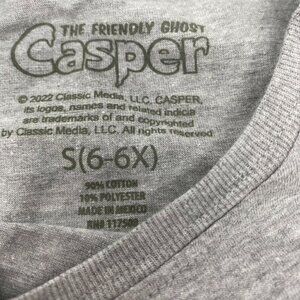 THE FRIENDLY GHOST
Casper
© 2022 Classic Media, LLC. CASPER,
its logos, names and related indicia
are trademarks of and copyrighted
by Classic Media, LLC. All rights reserved
S(6-6X)
90% COTTON
10% POLYESTER
MADE IN MEXICO
RN#